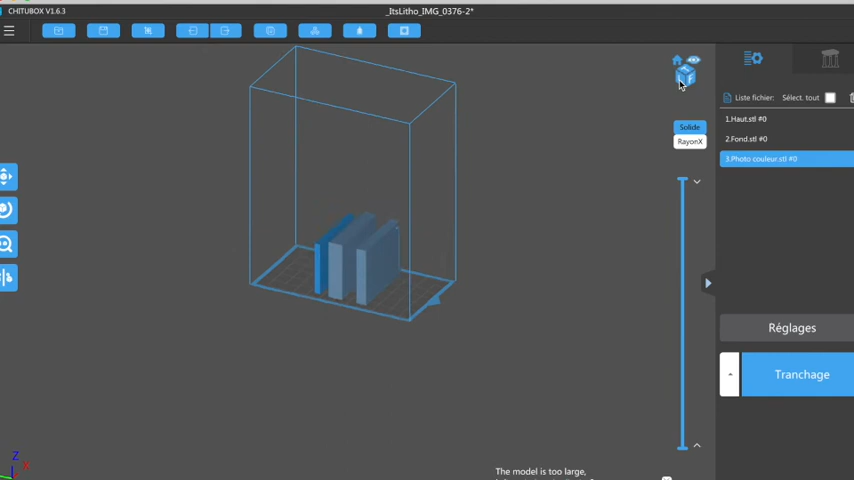 CHITUBOX V1.6.3
_ItsLitho_IMG_0376-2*
L F
Solide
RayonX
Liste fichier: Sélect. tout
1.Haut.stl #0
2.Fond.stl #0
3.Photo couleur.stl #0
Réglages
Tranchage
Z
X
The model is too large,